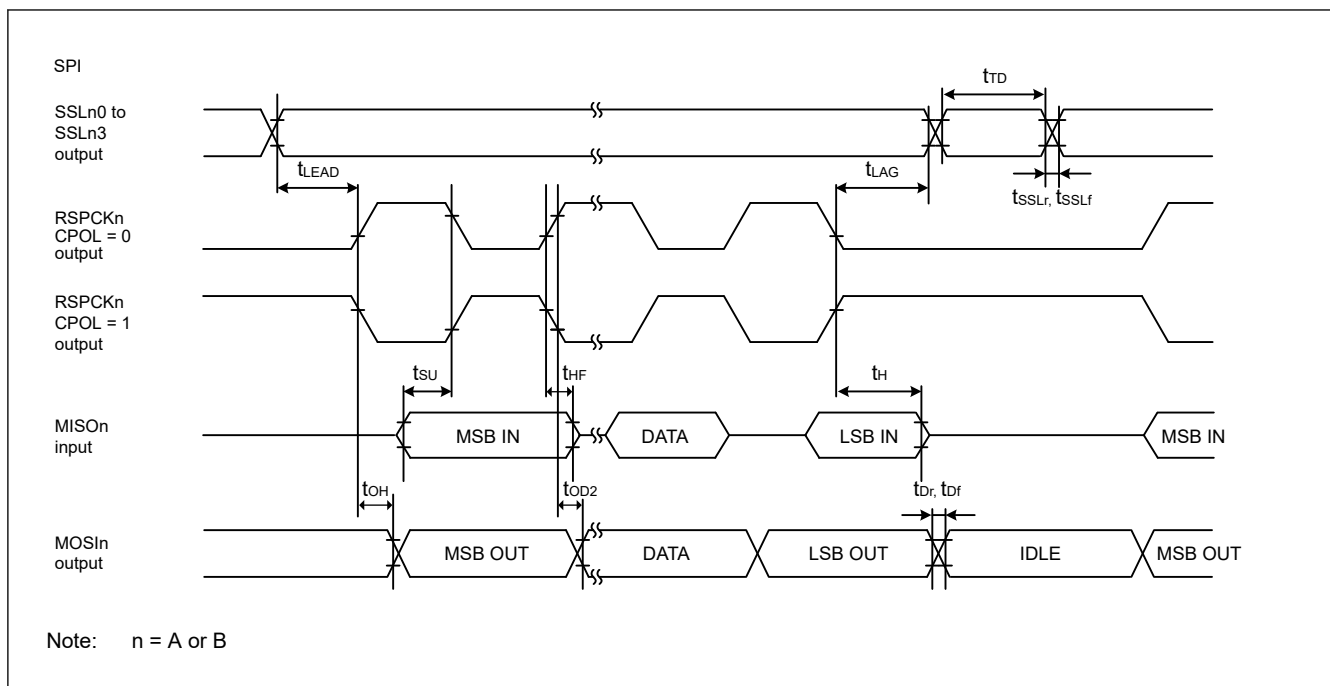 SPI
SSLn0 to
SSLn3
output
tTD
tLEAD
tLAG
tSSLr, tSSLf
RSPCKn
CPOL = 0
output
RSPCKn
CPOL = 1
output
tSU
tHF
tH
MISOn
input
MSB IN
DATA
LSB IN
MSB IN
tOH
tOD2
tDr, tDf
MOSIn
output
MSB OUT
DATA
LSB OUT
IDLE
MSB OUT
Note: n = A or B